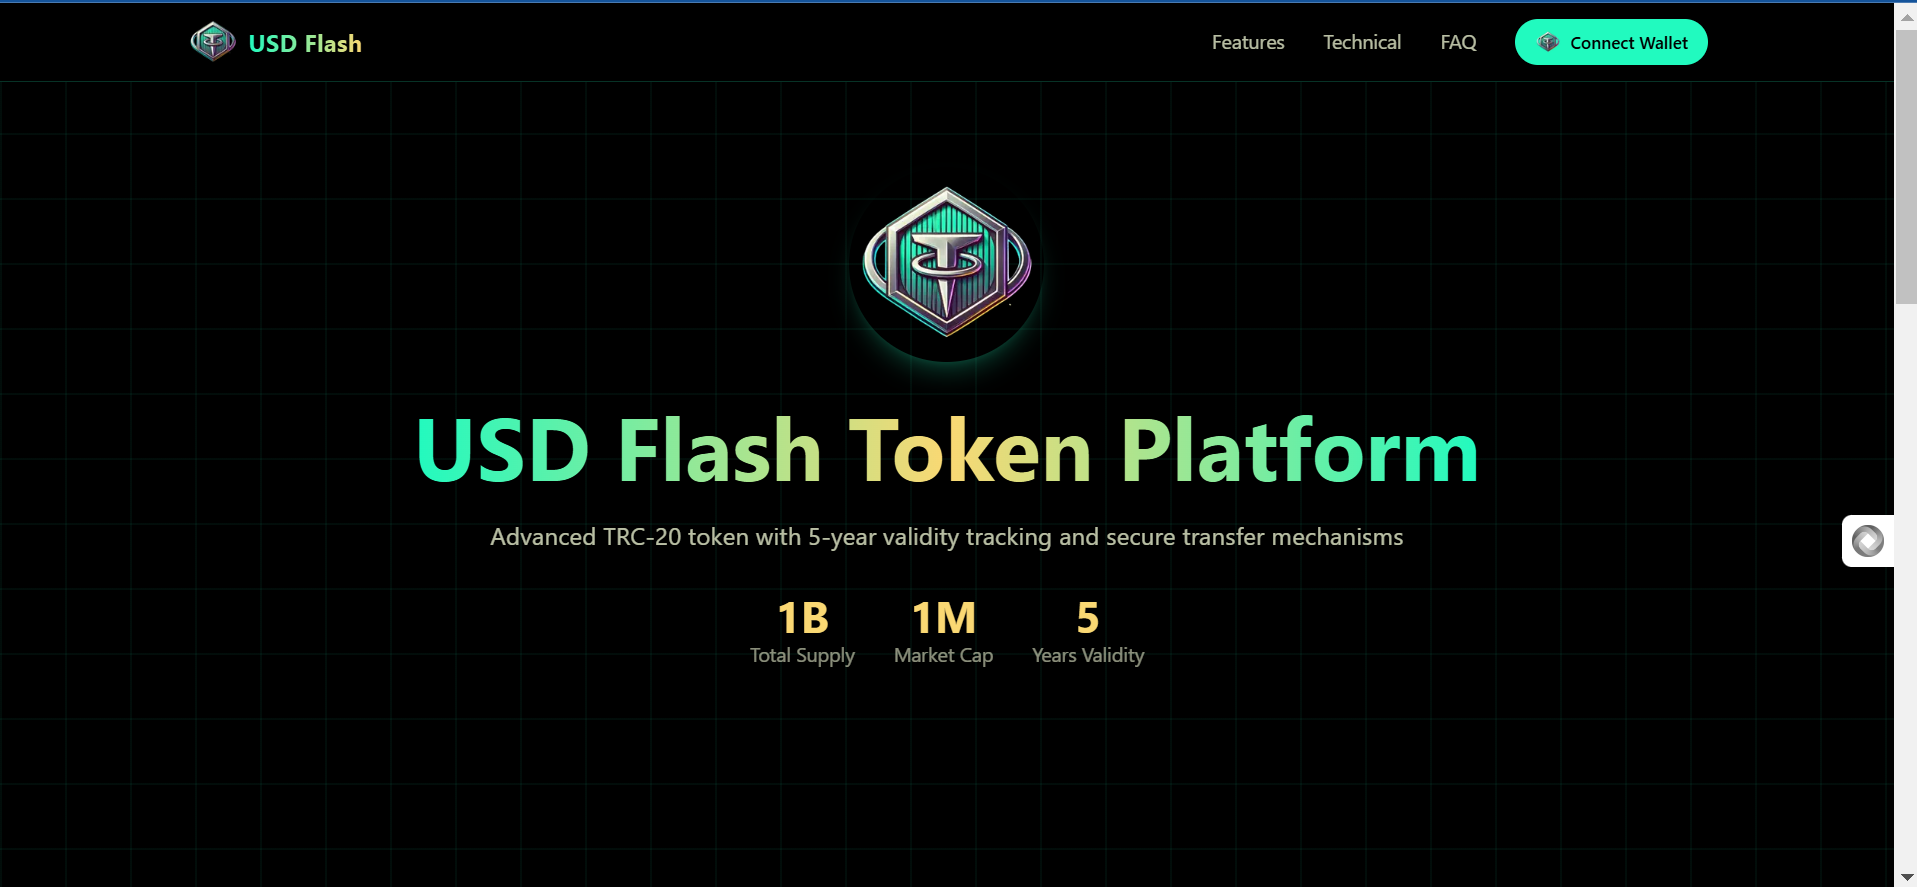 USD Flash
Features
Technical
FAQ
Connect Wallet
USD Flash Token Platform
Advanced TRC-20 token with 5-year validity tracking and secure transfer mechanisms
1B
Total Supply
1M
Market Cap
5
Years Validity